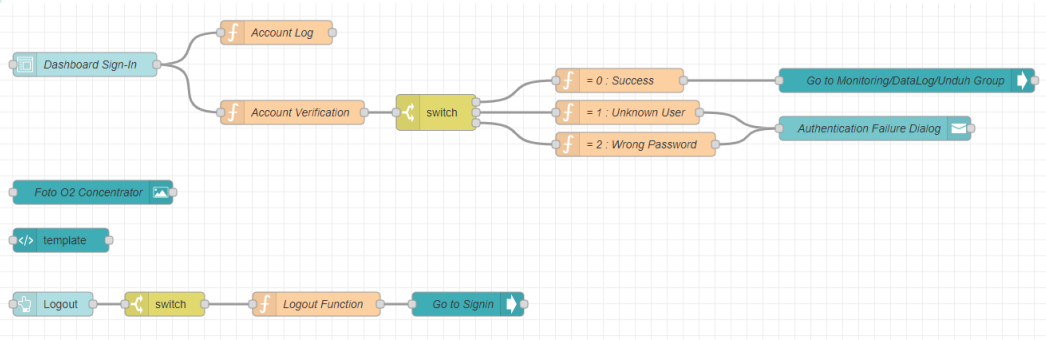 Account Log
Dashboard Sign-In
= 0 : Success
Go to Monitoring/DataLog/Unduh Group
Account Verification
switch
= 1 : Unknown User
Authentication Failure Dialog
= 2 : Wrong Password
Foto O2 Concentrator
template
Logout
switch
Logout Function
Go to Signin